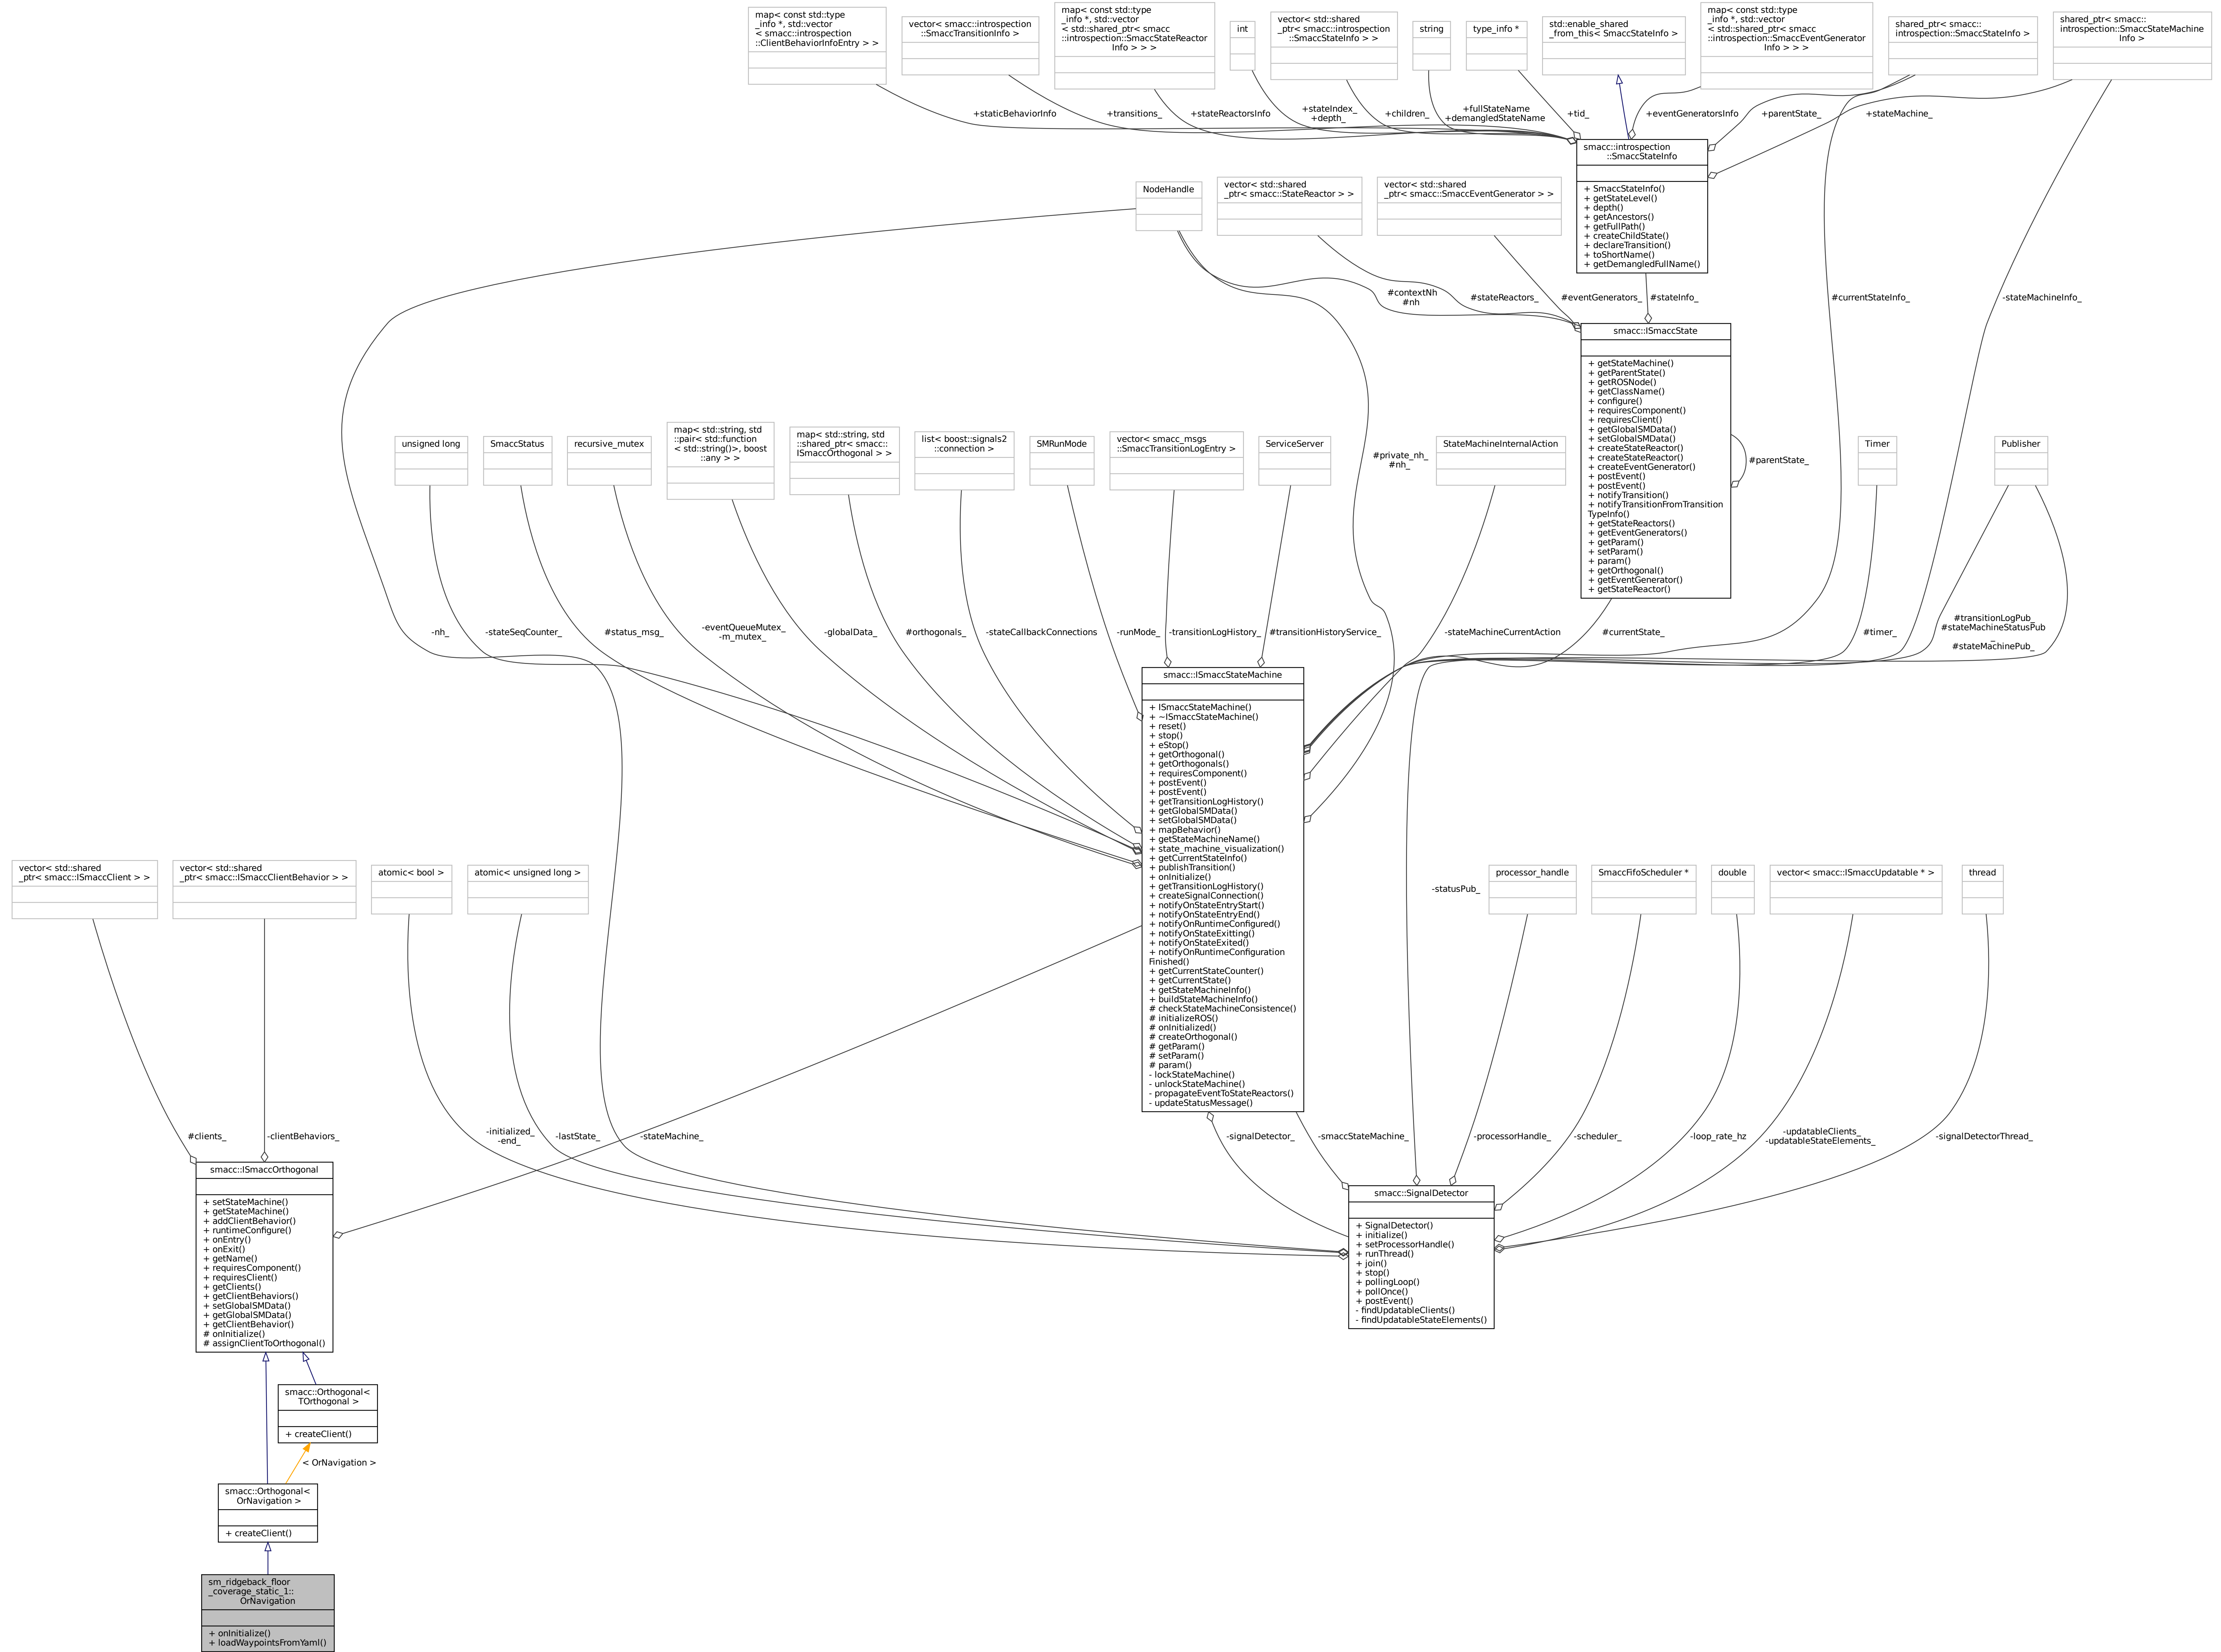 map< const std::type
_info *, std::vector
< smacc::introspection
::ClientBehaviorInfoEntry > >
vector< smacc::introspection
::SmaccTransitionInfo >
map< const std::type
_info *, std::vector
< std::shared_ptr< smacc
::introspection::SmaccStateReactor
Info > > >
int
vector< std::shared
_ptr< smacc::introspection
::SmaccStateInfo > >
string
type_info *
std::enable_shared
_from_this< SmaccStateInfo >
map< const std::type
_info *, std::vector
< std::shared_ptr< smacc
::introspection::SmaccEventGenerator
Info > > >
shared_ptr< smacc::
introspection::SmaccStateInfo >
shared_ptr< smacc::
introspection::SmaccStateMachine
Info >
+staticBehaviorInfo
+transitions_
+stateReactorsInfo
+stateIndex_
+depth_
+children_
+fullStateName
+demangledStateName
+tid_
+eventGeneratorsInfo
+parentState_
+stateMachine_
smacc::introspection
::SmaccStateInfo
+ SmaccStateInfo()
+ getStateLevel()
+ depth()
+ getAncestors()
+ getFullPath()
+ createChildState()
+ declareTransition()
+ toShortName()
+ getDemangledFullName()
NodeHandle
vector< std::shared
_ptr< smacc::StateReactor > >
vector< std::shared
_ptr< smacc::SmaccEventGenerator > >
#contextNh
#nh
#stateReactors_
#eventGenerators_
#stateInfo_
#currentStateInfo_
-stateMachineInfo_
smacc::ISmaccState
+ getStateMachine()
+ getParentState()
+ getROSNode()
+ getClassName()
+ configure()
+ requiresComponent()
+ requiresClient()
+ getGlobalSMData()
+ setGlobalSMData()
+ createStateReactor()
+ createStateReactor()
+ createEventGenerator()
+ postEvent()
+ postEvent()
+ notifyTransition()
+ notifyTransitionFromTransition
TypeInfo()
+ getStateReactors()
+ getEventGenerators()
+ getParam()
+ setParam()
+ param()
+ getOrthogonal()
+ getEventGenerator()
+ getStateReactor()
#parentState_
unsigned long
SmaccStatus
recursive_mutex
map< std::string, std
::pair< std::function
< std::string()>, boost
::any > >
map< std::string, std
::shared_ptr< smacc::
ISmaccOrthogonal > >
list< boost::signals2
::connection >
SMRunMode
vector< smacc_msgs
::SmaccTransitionLogEntry >
ServiceServer
#private_nh_
#nh_
StateMachineInternalAction
Timer
Publisher
-nh_
-stateSeqCounter_
#status_msg_
-eventQueueMutex_
-m_mutex_
-globalData_
#orthogonals_
-stateCallbackConnections
-runMode_
-transitionLogHistory_
#transitionHistoryService_
-stateMachineCurrentAction
#currentState_
#timer_
#transitionLogPub_
#stateMachineStatusPub
_
#stateMachinePub_
smacc::ISmaccStateMachine
+ ISmaccStateMachine()
+ ~ISmaccStateMachine()
+ reset()
+ stop()
+ eStop()
+ getOrthogonal()
+ getOrthogonals()
+ requiresComponent()
+ postEvent()
+ postEvent()
+ getTransitionLogHistory()
+ getGlobalSMData()
+ setGlobalSMData()
+ mapBehavior()
+ getStateMachineName()
+ state_machine_visualization()
+ getCurrentStateInfo()
+ publishTransition()
+ onInitialize()
+ getTransitionLogHistory()
+ createSignalConnection()
+ notifyOnStateEntryStart()
+ notifyOnStateEntryEnd()
+ notifyOnRuntimeConfigured()
+ notifyOnStateExitting()
+ notifyOnStateExited()
+ notifyOnRuntimeConfiguration
Finished()
+ getCurrentStateCounter()
+ getCurrentState()
+ getStateMachineInfo()
+ buildStateMachineInfo()
# checkStateMachineConsistence()
# initializeROS()
# onInitialized()
# createOrthogonal()
# getParam()
# setParam()
# param()
- lockStateMachine()
- unlockStateMachine()
- propagateEventToStateReactors()
- updateStatusMessage()
vector< std::shared
_ptr< smacc::ISmaccClient > >
vector< std::shared
_ptr< smacc::ISmaccClientBehavior > >
atomic< bool >
atomic< unsigned long >
-statusPub_
processor_handle
SmaccFifoScheduler *
double
vector< smacc::ISmaccUpdatable * >
thread
#clients_
-clientBehaviors_
-initialized_
-end_
-lastState_
-stateMachine_
-signalDetector_
-smaccStateMachine_
-processorHandle_
-scheduler_
-loop_rate_hz
-updatableClients_
-updatableStateElements_
-signalDetectorThread_
smacc::ISmaccOrthogonal
+ setStateMachine()
+ getStateMachine()
+ addClientBehavior()
+ runtimeConfigure()
+ onEntry()
+ onExit()
+ getName()
+ requiresComponent()
+ requiresClient()
+ getClients()
+ getClientBehaviors()
+ setGlobalSMData()
+ getGlobalSMData()
+ getClientBehavior()
# onInitialize()
# assignClientToOrthogonal()
smacc::SignalDetector
+ SignalDetector()
+ initialize()
+ setProcessorHandle()
+ runThread()
+ join()
+ stop()
+ pollingLoop()
+ pollOnce()
+ postEvent()
- findUpdatableClients()
- findUpdatableStateElements()
smacc::Orthogonal<
TOrthogonal >
+ createClient()
< OrNavigation >
smacc::Orthogonal<
OrNavigation >
+ createClient()
sm_ridgeback_floor
_coverage_static_1::
OrNavigation
+ onInitialize()
+ loadWaypointsFromYaml()